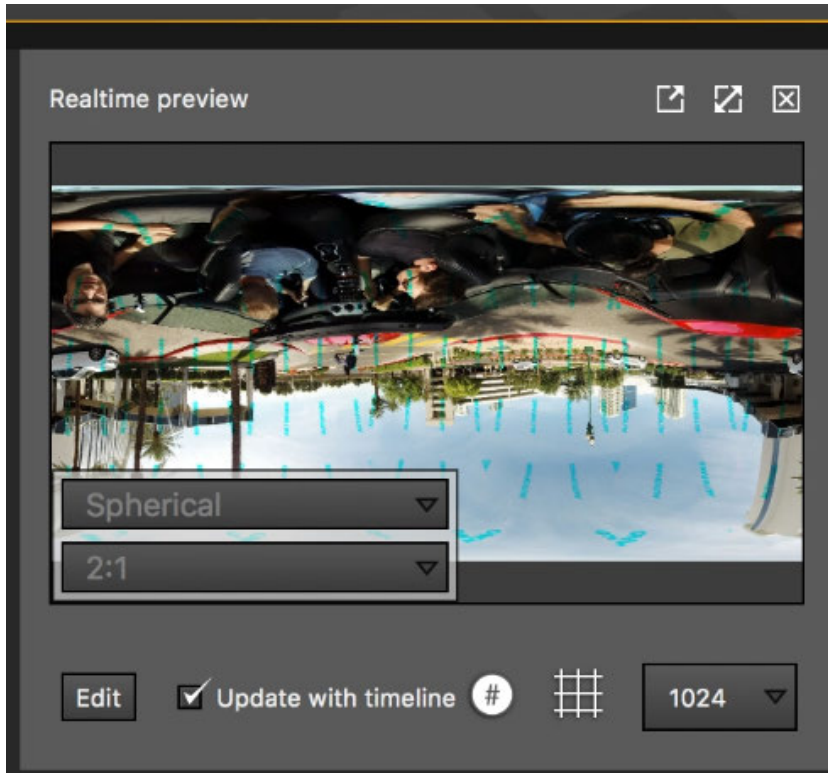 Realtime preview
Spherical
2:1
Edit
Update with timeline
#
1024